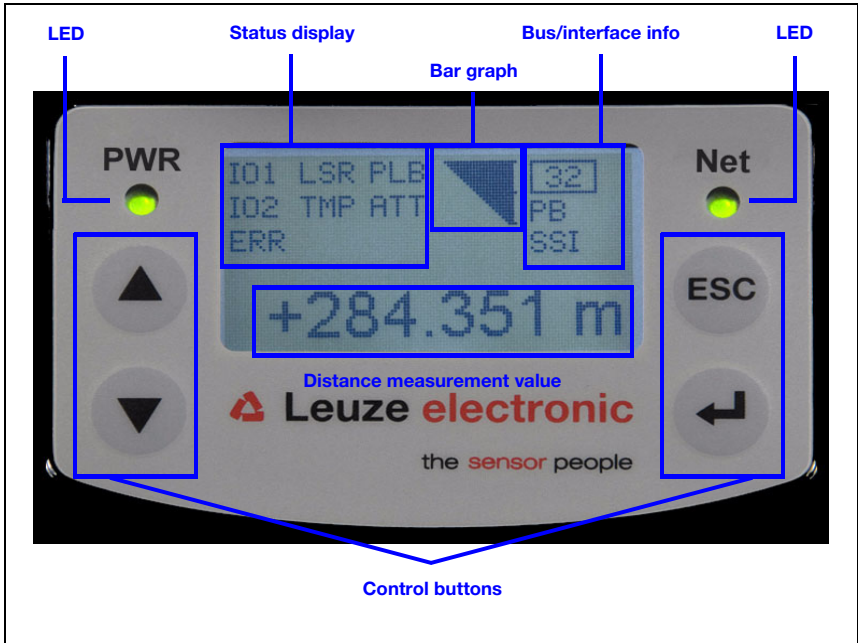 LED
Status display
Bus/interface info
LED
Bar graph
PWR
IO1 LSR PLB
IO2 TMP ATT
ERR
32
PB
SSI
Net
+284.351 m
ESC
Distance measurement value
Leuze electronic
the sensor people
Control buttons